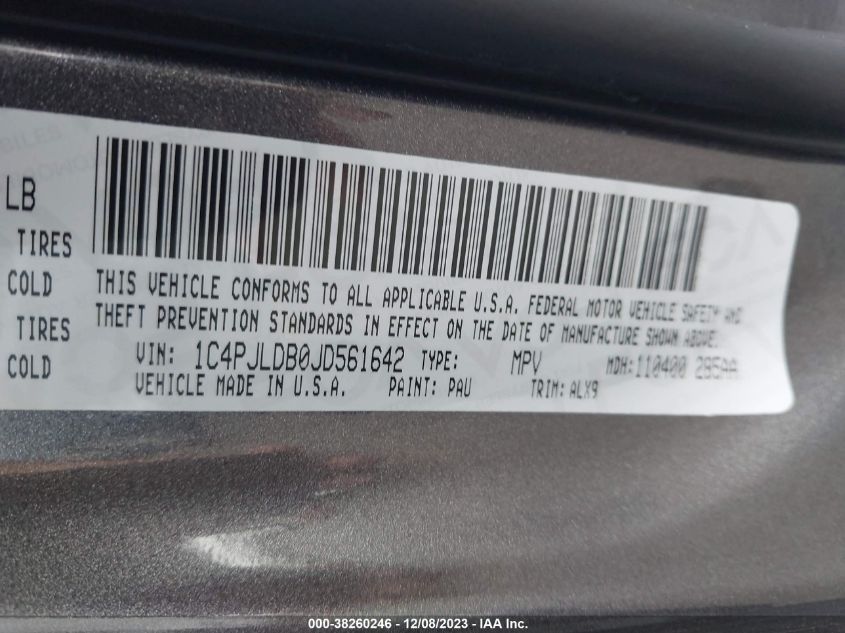 LB
TIRES
COLD
THIS VEHICLE CONFORMS TO ALL APPLICABLE U.S.A. FEDERAL MOTOR VEHICLE SAFETY AND
THEFT PREVENTION STANDARDS IN EFFECT ON THE DATE OF MANUFACTURE SHOWN ABOVE.
TIRES
COLD
VIN: 1C4PJLDB0JD561642 TYPE: MPV MDH: 110400 285AA
VEHICLE MADE IN U.S.A. PAINT: PAU TRIM: ALX9
000-38260246 - 12/08/2023 - IAA Inc.